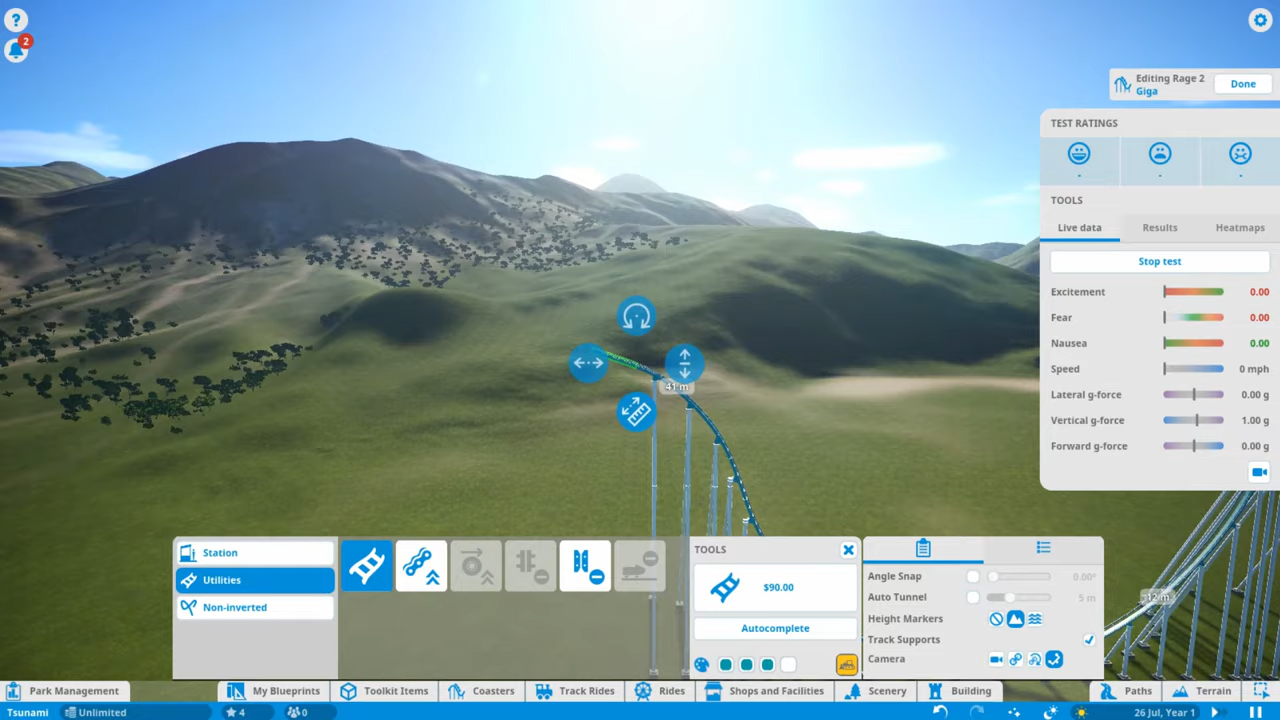 ?
2
Editing Rage 2
Giga
Done
TEST RATINGS
-
-
-
TOOLS
Live data
Results
Heatmaps
Stop test
Excitement
0.00
Fear
0.00
Nausea
0.00
Speed
0 mph
Lateral g-force
0.00 g
Vertical g-force
1.00 g
Forward g-force
0.00 g
41 m
12 m
Station
Utilities
Non-inverted
TOOLS
$90.00
Autocomplete
Angle Snap
0.00°
Auto Tunnel
5 m
Height Markers
Track Supports
Camera
Park Management
My Blueprints
Toolkit Items
Coasters
Track Rides
Rides
Shops and Facilities
Scenery
Building
Paths
Terrain
Tsunami
Unlimited
4
0
26 Jul, Year 1